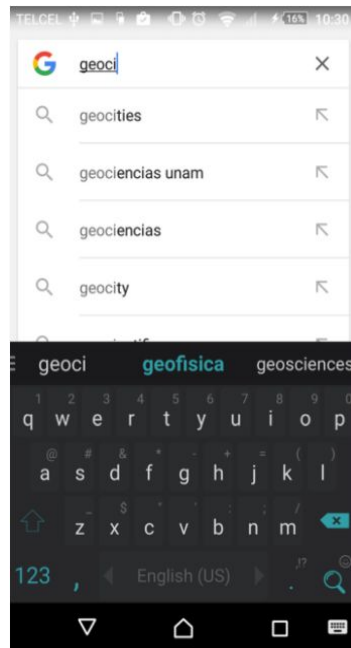 TELCEL 16% 10:30
G geoci
geocities
geociencias unam
geociencias
geocity
geoci geofisica geosciences
1 2 3 4 5 6 7 8 9 0
q w e r t y u i o p
@ # & * - + = ( )
a s d f g h j k l
_ $ " ' : ; /
z x c v b n m
123 , English (US) . ,!?